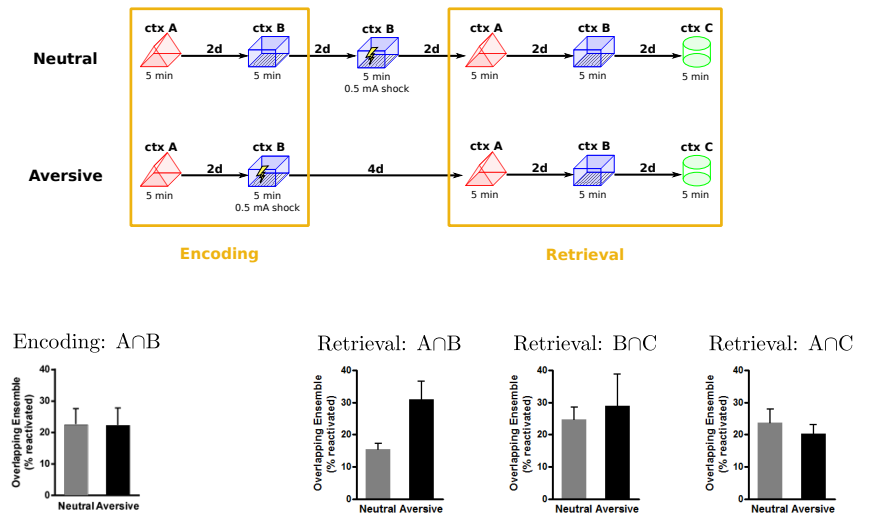 ctx A ctx B ctx B ctx A ctx B ctx C
Neutral 2d 2d 2d 2d 2d
5 min 5 min 5 min 5 min 5 min 5 min
0.5 mA shock
ctx A ctx B ctx A ctx B ctx C
Aversive 2d 4d 2d 2d
5 min 5 min 5 min 5 min 5 min
0.5 mA shock
Encoding Retrieval
Encoding: A∩B
Overlapping Ensemble
(% reactivated)
40
30
20
10
0
Neutral Aversive
Retrieval: A∩B
Overlapping Ensemble
(% reactivated)
40
30
20
10
0
Neutral Aversive
Retrieval: B∩C
Overlapping Ensemble
(% reactivated)
40
30
20
10
0
Neutral Aversive
Retrieval: A∩C
Overlapping Ensemble
(% reactivated)
40
30
20
10
0
Neutral Aversive